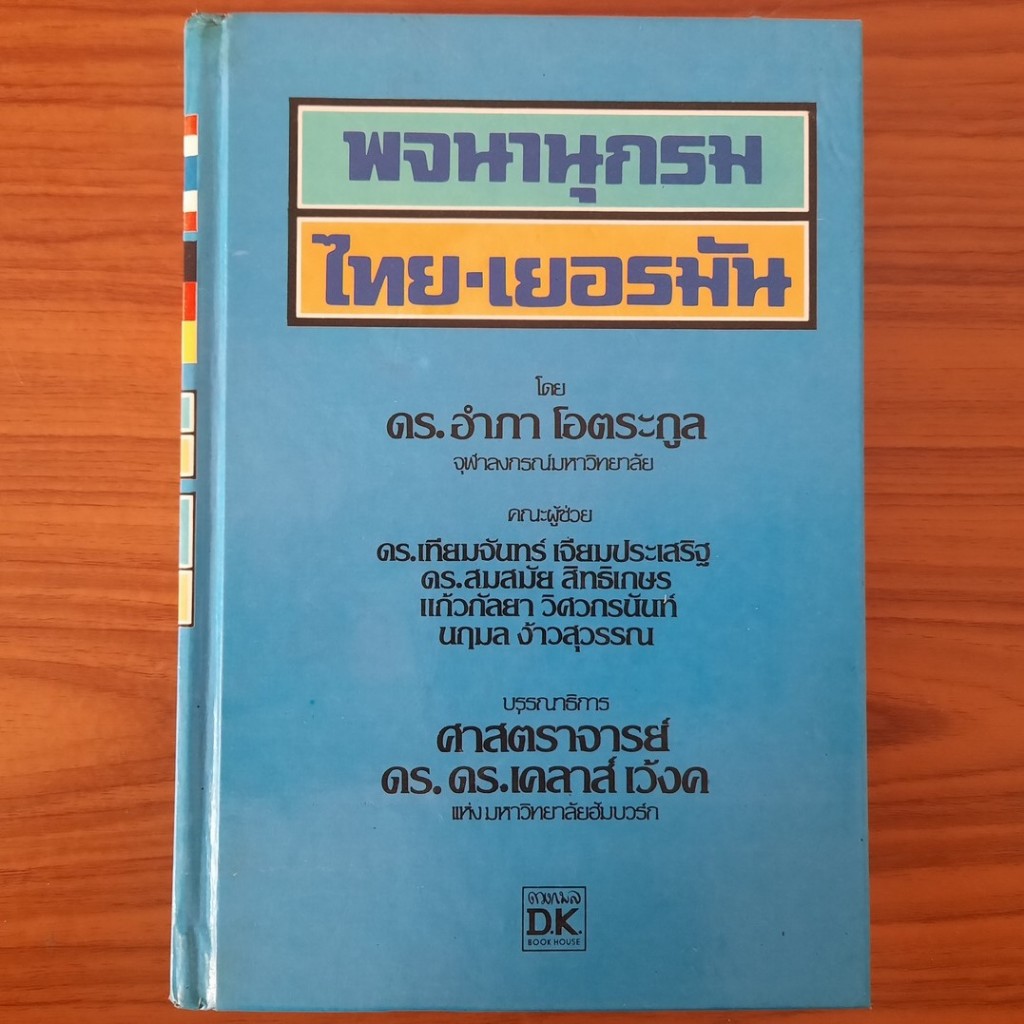 พจนานุกรม
ไทย·เยอรมัน
โดย
ดร.อำภา โอตระกูล
จุฬาลงกรณ์มหาวิทยาลัย
คณะผู้ช่วย
ดร.เทียมจันทร์ เจียมประเสริฐ
ดร.สมสมัย สิทธิเกษร
แก้วกัลยา วิศวกรนันท์
นฤมล ง้าวสุวรรณ
บรรณาธิการ
ศาสตราจารย์
ดร. ดร.เคลาส์ เว้งค
แห่งมหาวิทยาลัยฮัมบวร์ก
ดวงกมล
D.K.
BOOK HOUSE